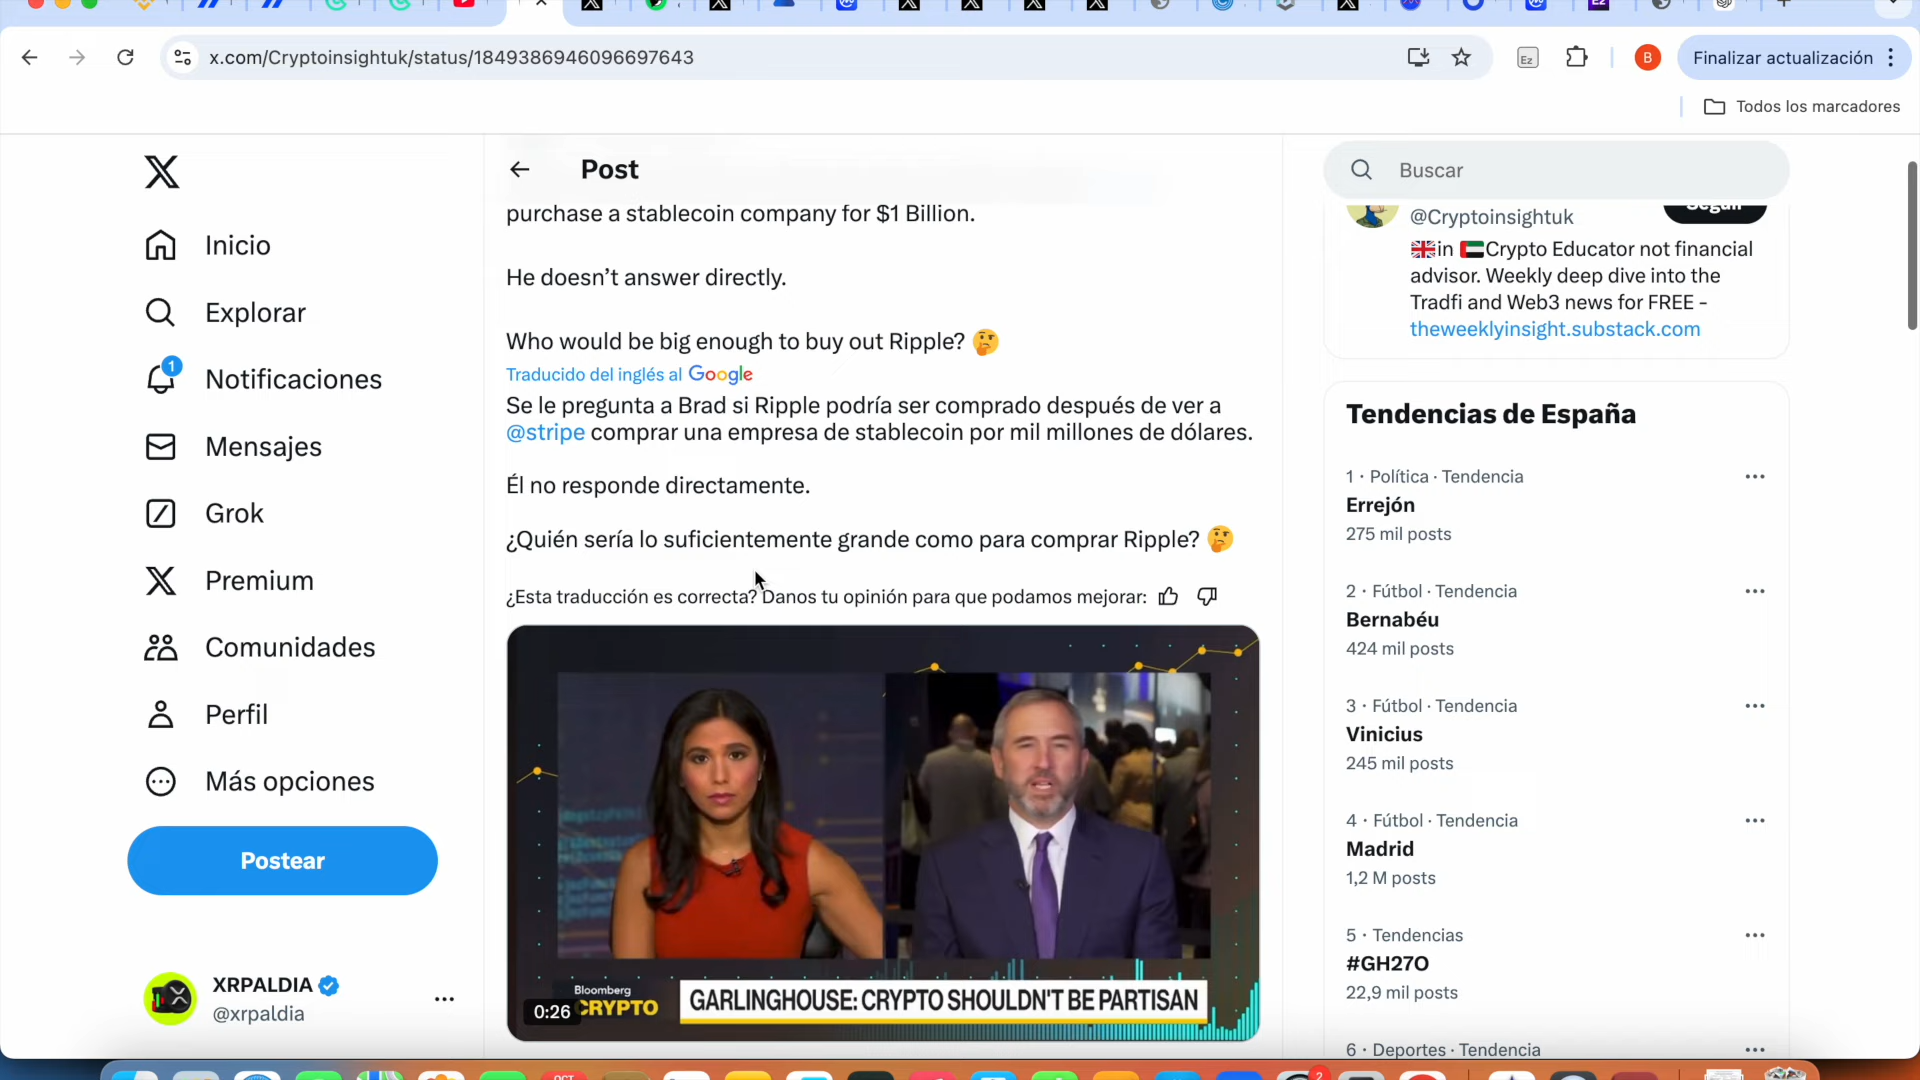 x.com/Cryptoinsightuk/status/1849386946096697643
Ez
B
Finalizar actualización
Todos los marcadores
Inicio
Explorar
1
Notificaciones
Mensajes
Grok
Premium
Comunidades
Perfil
Más opciones
Postear
XRPALDIA
@xrpaldia
Post
purchase a stablecoin company for $1 Billion.
He doesn’t answer directly.
Who would be big enough to buy out Ripple? 🤔
Traducido del inglés al Google
Se le pregunta a Brad si Ripple podría ser comprado después de ver a
@stripe comprar una empresa de stablecoin por mil millones de dólares.
Él no responde directamente.
¿Quién sería lo suficientemente grande como para comprar Ripple? 🤔
¿Esta traducción es correcta? Danos tu opinión para que podamos mejorar:
Bloomberg
CRYPTO
GARLINGHOUSE: CRYPTO SHOULDN'T BE PARTISAN
0:26
Buscar
Seguir
@Cryptoinsightuk
🇬🇧in 🇦🇪Crypto Educator not financial
advisor. Weekly deep dive into the
Tradfi and Web3 news for FREE -
theweeklyinsight.substack.com
Tendencias de España
1 · Política · Tendencia
Errejón
275 mil posts
2 · Fútbol · Tendencia
Bernabéu
424 mil posts
3 · Fútbol · Tendencia
Vinicius
245 mil posts
4 · Fútbol · Tendencia
Madrid
1,2 M posts
5 · Tendencias
#GH27O
22,9 mil posts
6 · Deportes · Tendencia
OCT
2